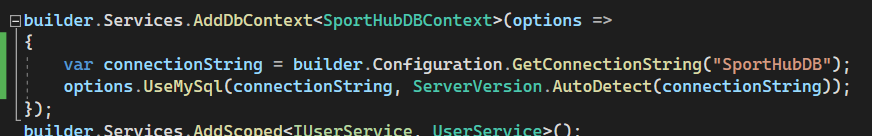 builder.Services.AddDbContext<SportHubDBContext>(options =>
{
var connectionString = builder.Configuration.GetConnectionString("SportHubDB");
options.UseMySql(connectionString, ServerVersion.AutoDetect(connectionString));
});
builder.Services.AddScoped<IUserService, UserService>();